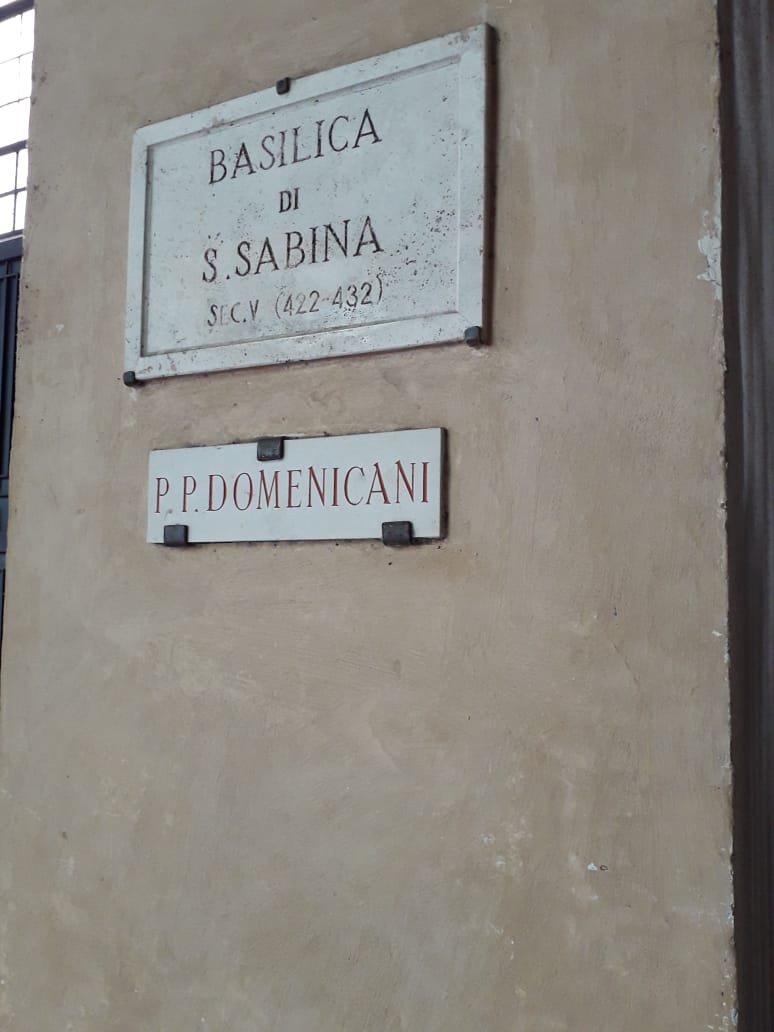 BASILICA
DI
S. SABINA
SEC. V (422-432)
P. P. DOMENICANI